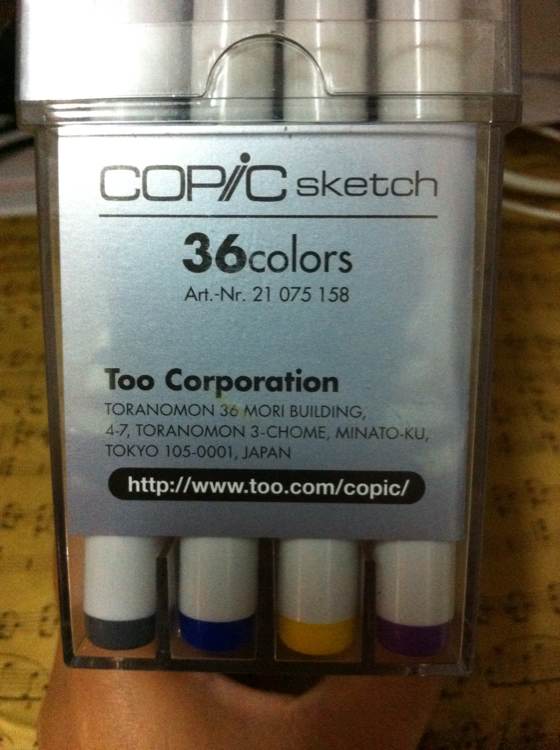 COPiC sketch
36colors
Art.-Nr. 21 075 158
Too Corporation
TORANOMON 36 MORI BUILDING,
4-7, TORANOMON 3-CHOME, MINATO-KU,
TOKYO 105-0001, JAPAN
http://www.too.com/copic/